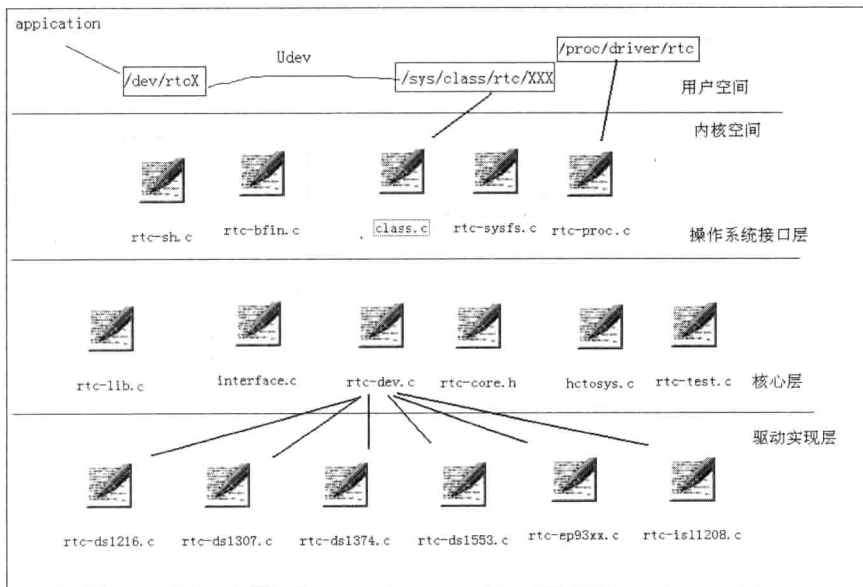 appication
/dev/rtcX
Udev
/sys/class/rtc/XXX
/proc/driver/rtc
用户空间
内核空间
rtc-sh.c
rtc-bfin.c
class.c
rtc-sysfs.c
rtc-proc.c
操作系统接口层
rtc-lib.c
interface.c
rtc-dev.c
rtc-core.h
hctosys.c
rtc-test.c
核心层
驱动实现层
rtc-ds1216.c
rtc-ds1307.c
rtc-ds1374.c
rtc-ds1553.c
rtc-ep93xx.c
rtc-isl1208.c